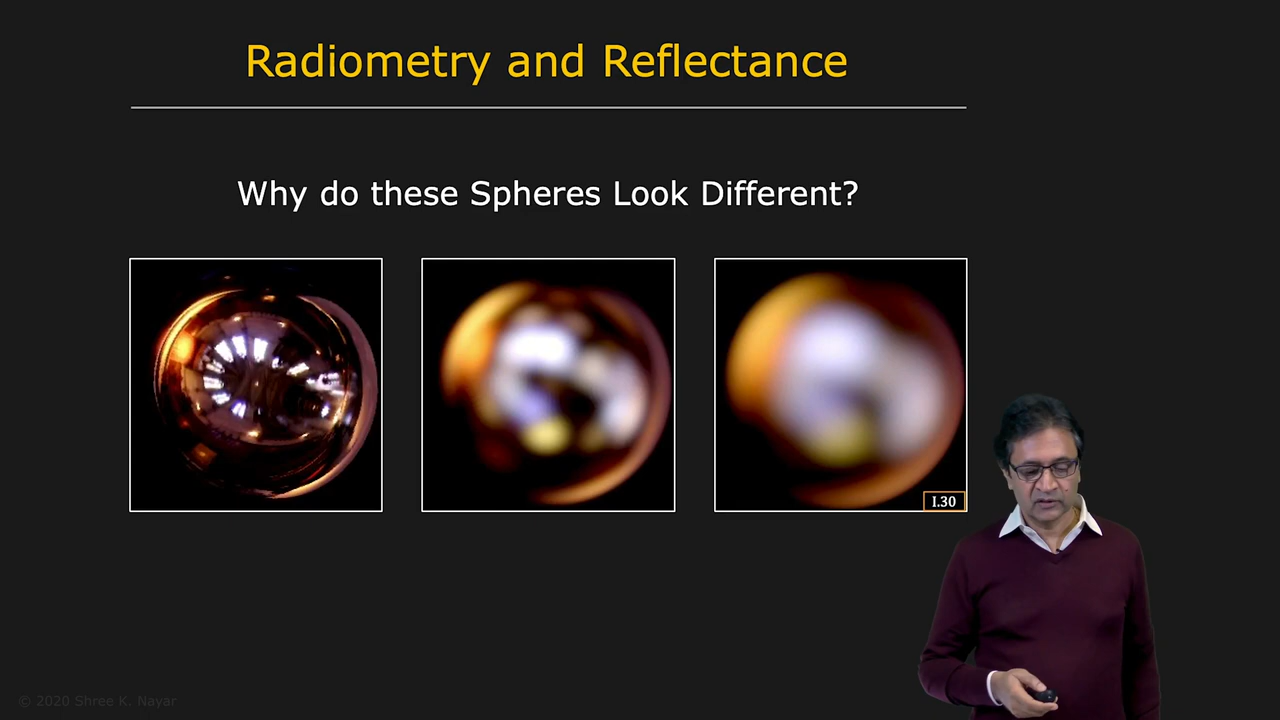 Radiometry and Reflectance
Why do these Spheres Look Different?
I.30
© 2020 Shree K. Nayar